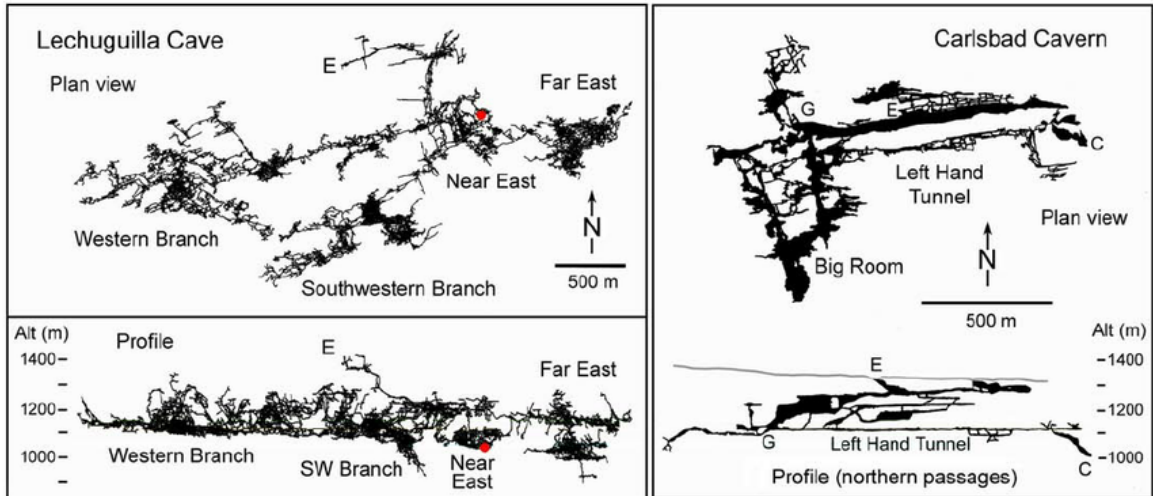 Lechuguilla Cave
Plan view
E
Far East
Near East
Western Branch
Southwestern Branch
N
500 m
Alt (m)
1400
1200
1000
Profile
E
Far East
Western Branch
SW Branch
Near
East
Carlsbad Cavern
G
E
C
Left Hand
Tunnel
Plan view
N
Big Room
500 m
Alt (m)
1400
1200
1000
E
G
Left Hand Tunnel
C
Profile (northern passages)